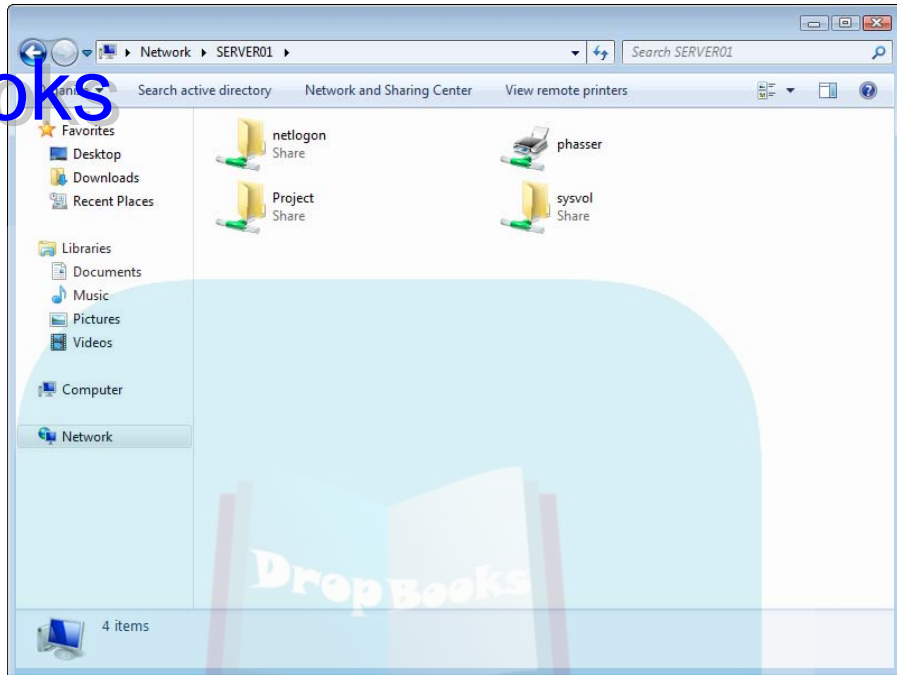 Network SERVER01 Search SERVER01
oks
Search active directory Network and Sharing Center View remote printers
Favorites
Desktop
Downloads
Recent Places
Libraries
Documents
Music
Pictures
Videos
Computer
Network
netlogon
Share
phasser
Project
Share
sysvol
Share
DropBooks
4 items